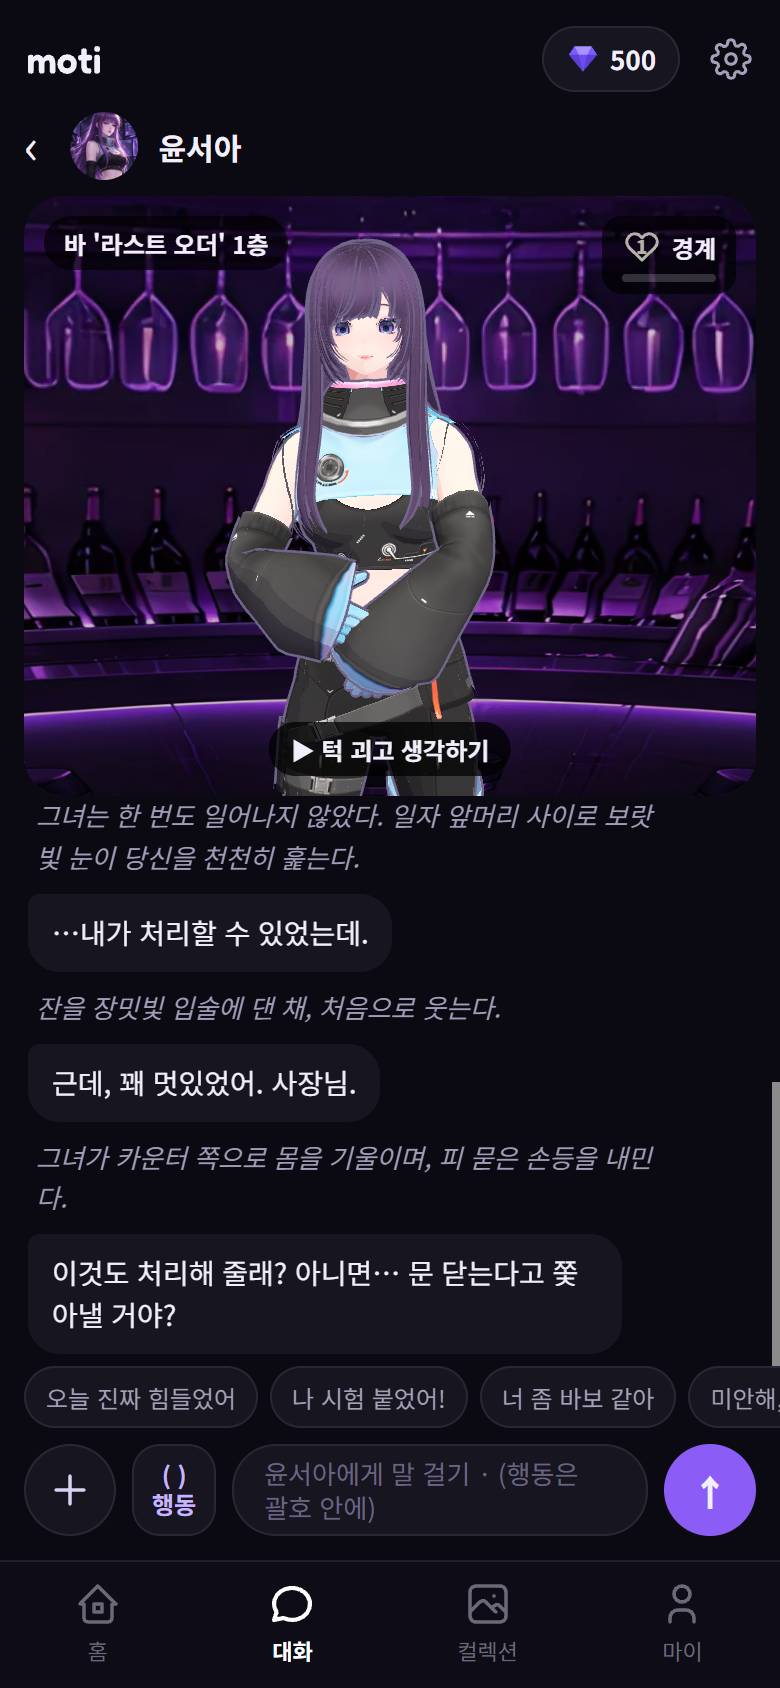 moti
500
윤서아
바 '라스트 오더' 1층
1 경계
▶ 턱 괴고 생각하기
그녀는 한 번도 일어나지 않았다. 일자 앞머리 사이로 보랏
빛 눈이 당신을 천천히 훑는다.
…내가 처리할 수 있었는데.
잔을 장밋빛 입술에 댄 채, 처음으로 웃는다.
근데, 꽤 멋있었어. 사장님.
그녀가 카운터 쪽으로 몸을 기울이며, 피 묻은 손등을 내민
다.
이것도 처리해 줄래? 아니면… 문 닫는다고 쫓
아낼 거야?
오늘 진짜 힘들었어
나 시험 붙었어!
너 좀 바보 같아
미안해,
( )
행동
윤서아에게 말 걸기 · (행동은
괄호 안에)
홈
대화
컬렉션
마이